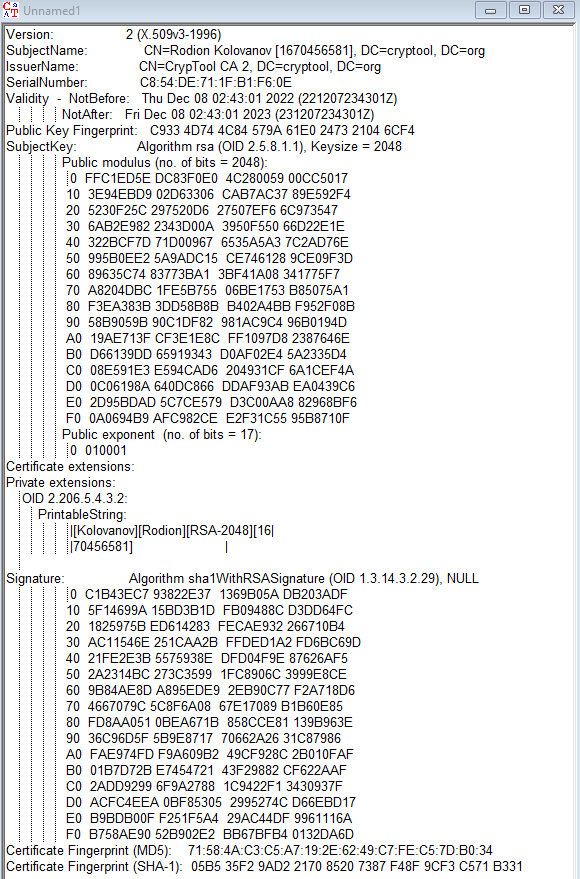 Unnamed1
Version: 2 (X.509v3-1996)
SubjectName: CN=Rodion Kolovanov [1670456581], DC=cryptool, DC=org
IssuerName: CN=CrypTool CA 2, DC=cryptool, DC=org
SerialNumber: C8:54:DE:71:1F:B1:F6:0E
Validity - NotBefore: Thu Dec 08 02:43:01 2022 (221207234301Z)
NotAfter: Fri Dec 08 02:43:01 2023 (231207234301Z)
Public Key Fingerprint: C933 4D74 4C84 579A 61E0 2473 2104 6CF4
SubjectKey: Algorithm rsa (OID 2.5.8.1.1), Keysize = 2048
Public modulus (no. of bits = 2048):
0 FFC1ED5E DC83F0E0 4C280059 00CC5017
10 3E94EBD9 02D63306 CAB7AC37 89E592F4
20 5230F25C 297520D6 27507EF6 6C973547
30 6AB2E982 2343D00A 3950F550 66D22E1E
40 322BCF7D 71D00967 6535A5A3 7C2AD76E
50 995B0EE2 5A9ADC15 CE746128 9CE09F3D
60 89635C74 83773BA1 3BF41A08 341775F7
70 A8204DBC 1FE5B755 06BE1753 B85075A1
80 F3EA383B 3DD58B8B B402A4BB F952F08B
90 58B9059B 90C1DF82 981AC9C4 96B0194D
A0 19AE713F CF3E1E8C FF1097D8 2387646E
B0 D66139DD 65919343 D0AF02E4 5A2335D4
C0 08E591E3 E594CAD6 204931CF 6A1CEF4A
D0 0C06198A 640DC866 DDAF93AB EA0439C6
E0 2D95BDAD 5C7CE579 D3C00AA8 82968BF6
F0 0A0694B9 AFC982CE E2F31C55 95B8710F
Public exponent (no. of bits = 17):
0 010001
Certificate extensions:
Private extensions:
OID 2.206.5.4.3.2:
PrintableString:
|[Kolovanov][Rodion][RSA-2048][16|
|70456581] |
Signature: Algorithm sha1WithRSASignature (OID 1.3.14.3.2.29), NULL
0 C1B43EC7 93822E37 1369B05A DB203ADF
10 5F14699A 15BD3B1D FB09488C D3DD64FC
20 1825975B ED614283 FECAE932 266710B4
30 AC11546E 251CAA2B FFDED1A2 FD6BC69D
40 21FE2E3B 5575938E DFD04F9E 87626AF5
50 2A2314BC 273C3599 1FC8906C 3999E8CE
60 9B84AE8D A895EDE9 2EB90C77 F2A718D6
70 4667079C 5C8F6A08 67E17089 B1B60E85
80 FD8AA051 0BEA671B 858CCE81 139B963E
90 36C96D5F 5B9E8717 70662A26 31C87986
A0 FAE974FD F9A609B2 49CF928C 2B010FAF
B0 01B7D72B E7454721 43F29882 CF622AAF
C0 2ADD9299 6F9A2788 1C9422F1 3430937F
D0 ACFC4EEA 0BF85305 2995274C D66EBD17
E0 B9BDB00F F251F5A4 29AC44DF 9961116A
F0 B758AE90 52B902E2 BB67BFB4 0132DA6D
Certificate Fingerprint (MD5): 71:58:4A:C3:C5:A7:19:2E:62:49:C7:FE:C5:7D:B0:34
Certificate Fingerprint (SHA-1): 05B5 35F2 9AD2 2170 8520 7387 F48F 9CF3 C571 B331